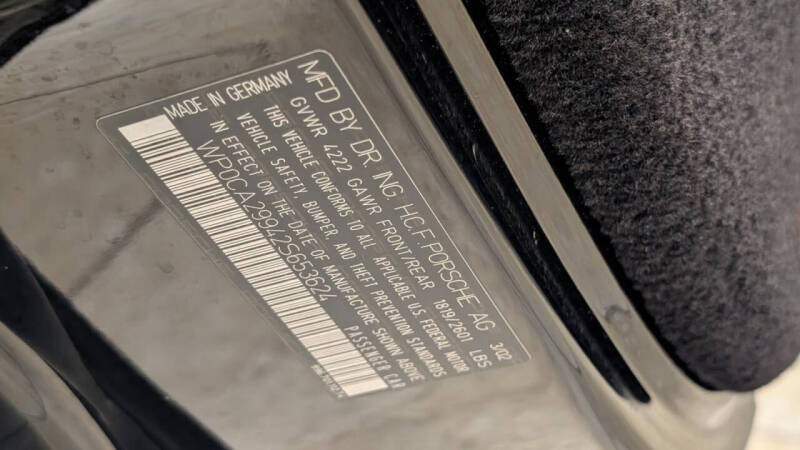 MFD BY DR. ING. H.C.F. PORSCHE AG 3/02
MADE IN GERMANY GVWR 4222 GAWR FRONT/REAR 1819/2601 LBS
THIS VEHICLE CONFORMS TO ALL APPLICABLE U.S. FEDERAL MOTOR
VEHICLE SAFETY, BUMPER, AND THEFT PREVENTION STANDARDS
IN EFFECT ON THE DATE OF MANUFACTURE SHOWN ABOVE
WP0CA29942S653624 PASSENGER CAR